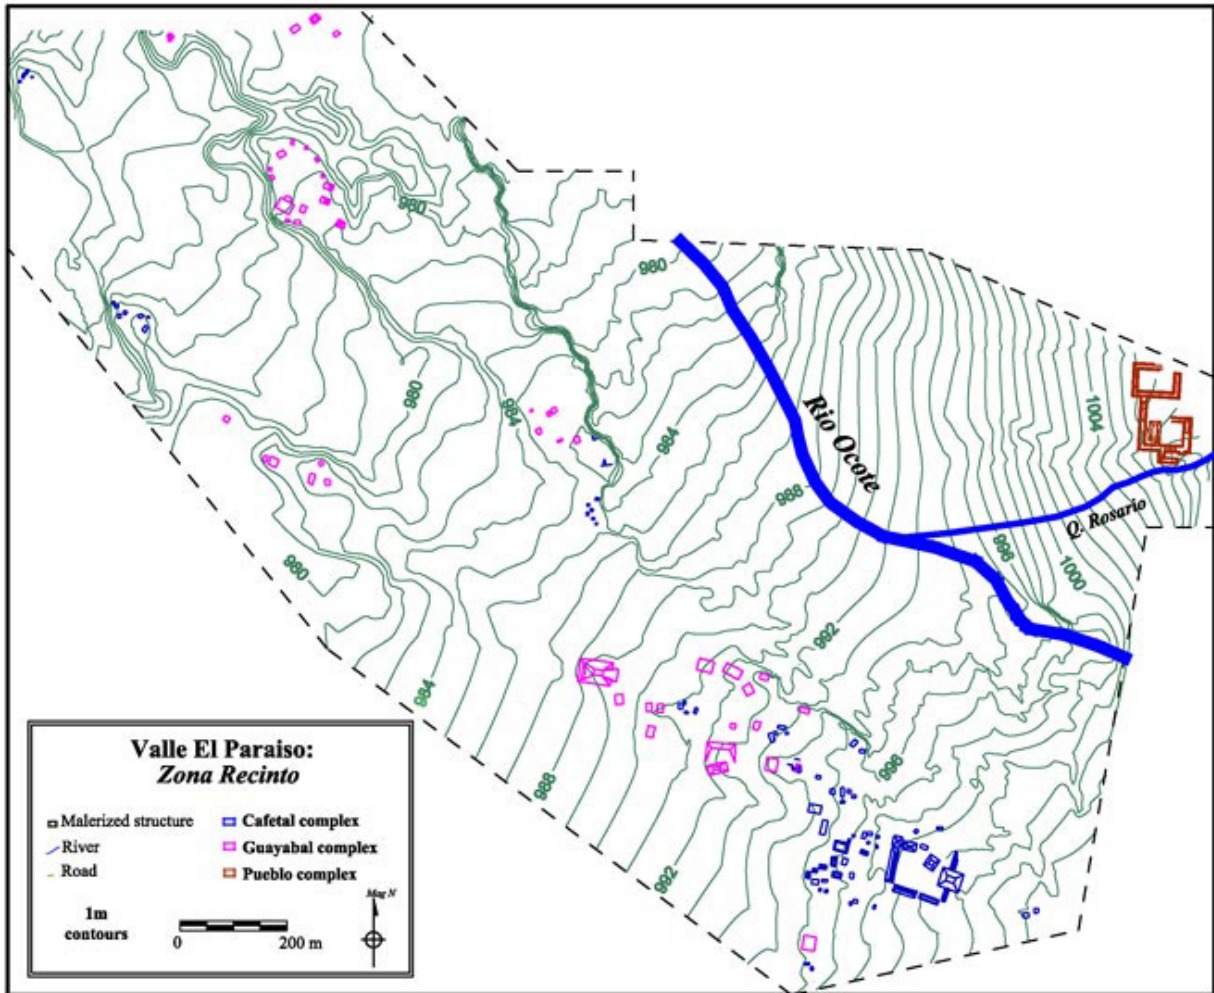 980
980
980
984
984
Rio Ocote
1004
988
Q. Rosario
996
1000
980
992
984
988
996
992
Valle El Paraiso:
Zona Recinto
Malerized structure
River
Road
Cafetal complex
Guayabal complex
Pueblo complex
1m
contours
0 200 m
Mag N